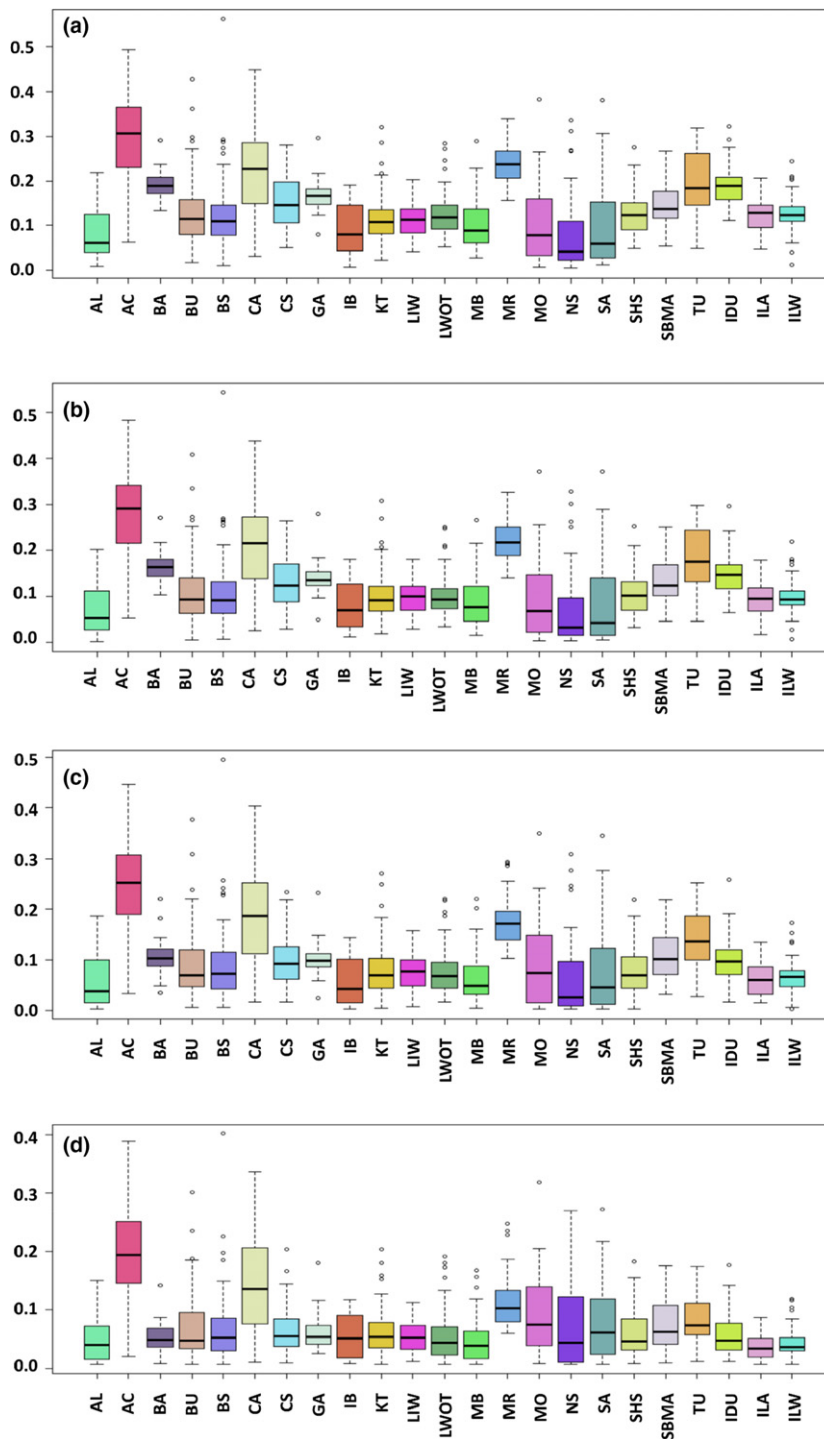 (a)
0.5
0.4
0.3
0.2
0.1
0.0
AL AC BA BU BS CA CS GA IB KT LIW LWOT MB MR MO NS SA SHS SBMA TU IDU ILA ILW
(b)
0.5
0.4
0.3
0.2
0.1
0.0
AL AC BA BU BS CA CS GA IB KT LIW LWOT MB MR MO NS SA SHS SBMA TU IDU ILA ILW
(c)
0.5
0.4
0.3
0.2
0.1
0.0
AL AC BA BU BS CA CS GA IB KT LIW LWOT MB MR MO NS SA SHS SBMA TU IDU ILA ILW
(d)
0.4
0.3
0.2
0.1
0.0
AL AC BA BU BS CA CS GA IB KT LIW LWOT MB MR MO NS SA SHS SBMA TU IDU ILA ILW